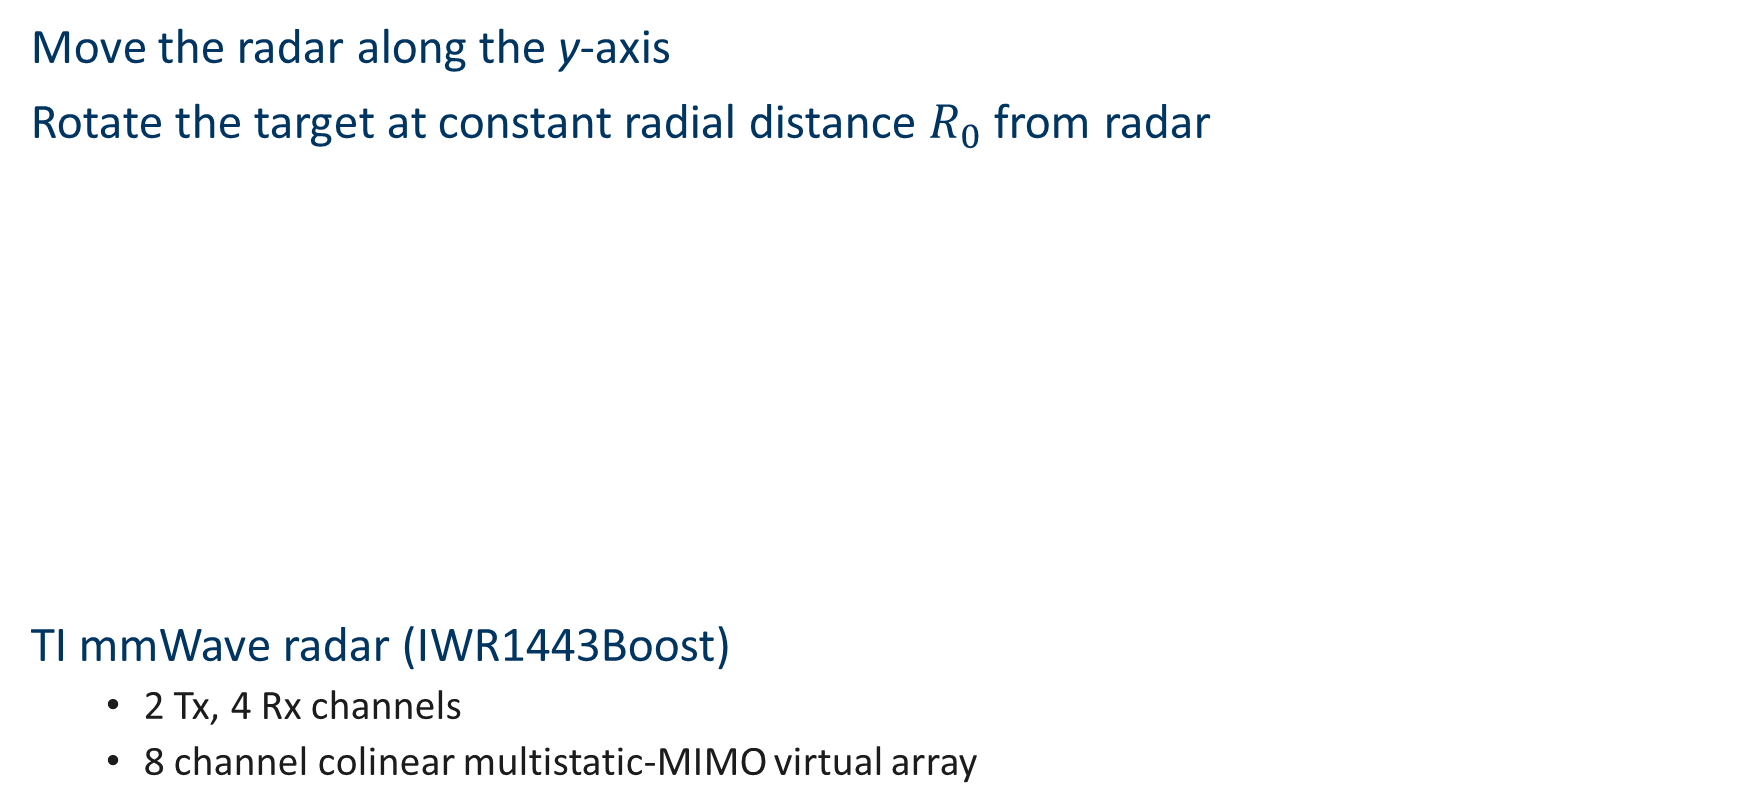 Move the radar along the y-axis
Rotate the target at constant radial distance R₀ from radar
TI mmWave radar (IWR1443Boost)
• 2 Tx, 4 Rx channels
• 8 channel colinear multistatic-MIMO virtual array